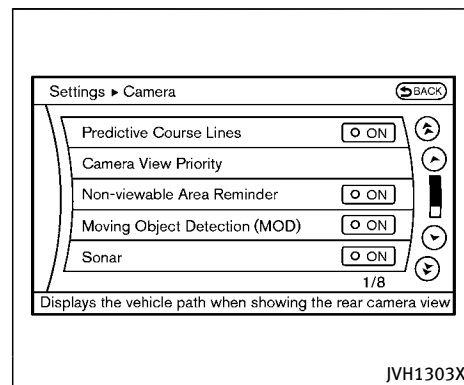 Settings ▸ Camera
BACK
Predictive Course Lines
ON
Camera View Priority
Non-viewable Area Reminder
ON
Moving Object Detection (MOD)
ON
Sonar
ON
1/8
Displays the vehicle path when showing the rear camera view
JVH1303X